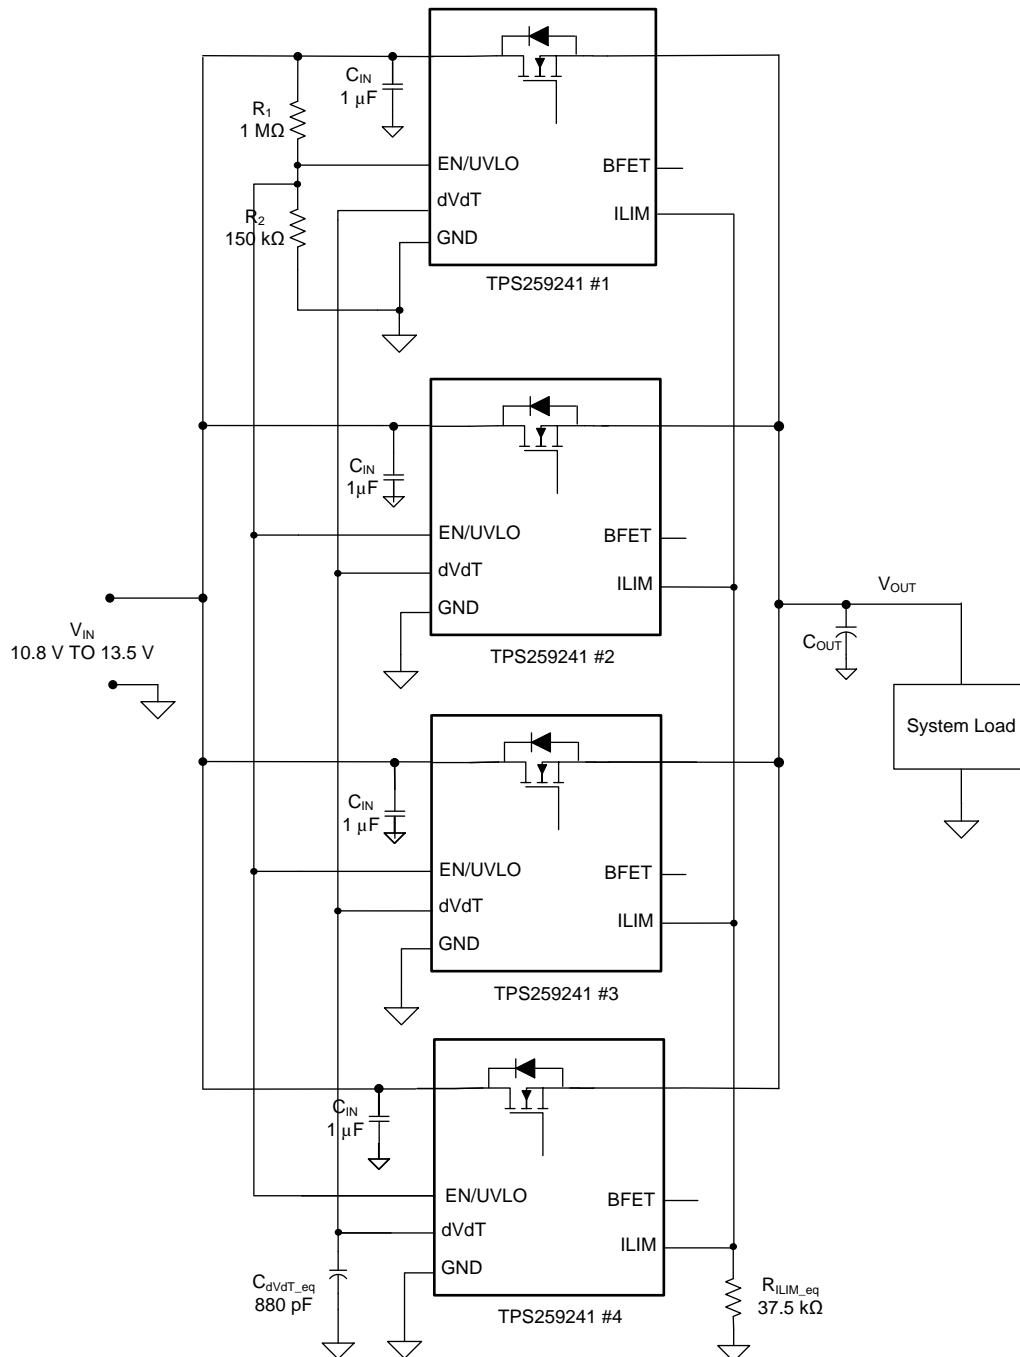 C_IN
1 μF
R_1
1 MΩ
EN/UVLO
BFET
dVdT
R_2
150 kΩ
ILIM
GND
TPS259241 #1
C_IN
1μF
EN/UVLO
BFET
dVdT
ILIM
GND
TPS259241 #2
V_IN
10.8 V TO 13.5 V
V_OUT
C_OUT
System Load
C_IN
1 μF
EN/UVLO
BFET
dVdT
ILIM
GND
TPS259241 #3
C_IN
1 μF
EN/UVLO
BFET
dVdT
ILIM
GND
C_dVdT_eq
880 pF
R_ILIM_eq
37.5 kΩ
TPS259241 #4